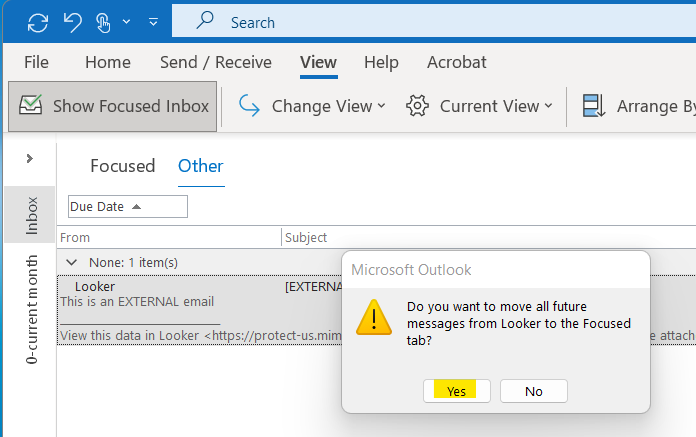 Search
File Home Send / Receive View Help Acrobat
Show Focused Inbox Change View Current View Arrange By
Focused Other
Due Date
From Subject
None: 1 item(s)
Looker [EXTERNA
This is an EXTERNAL email
View this data in Looker <https://protect-us.mim e attach
Inbox
0-current month
Microsoft Outlook
Do you want to move all future
messages from Looker to the Focused
tab?
Yes No